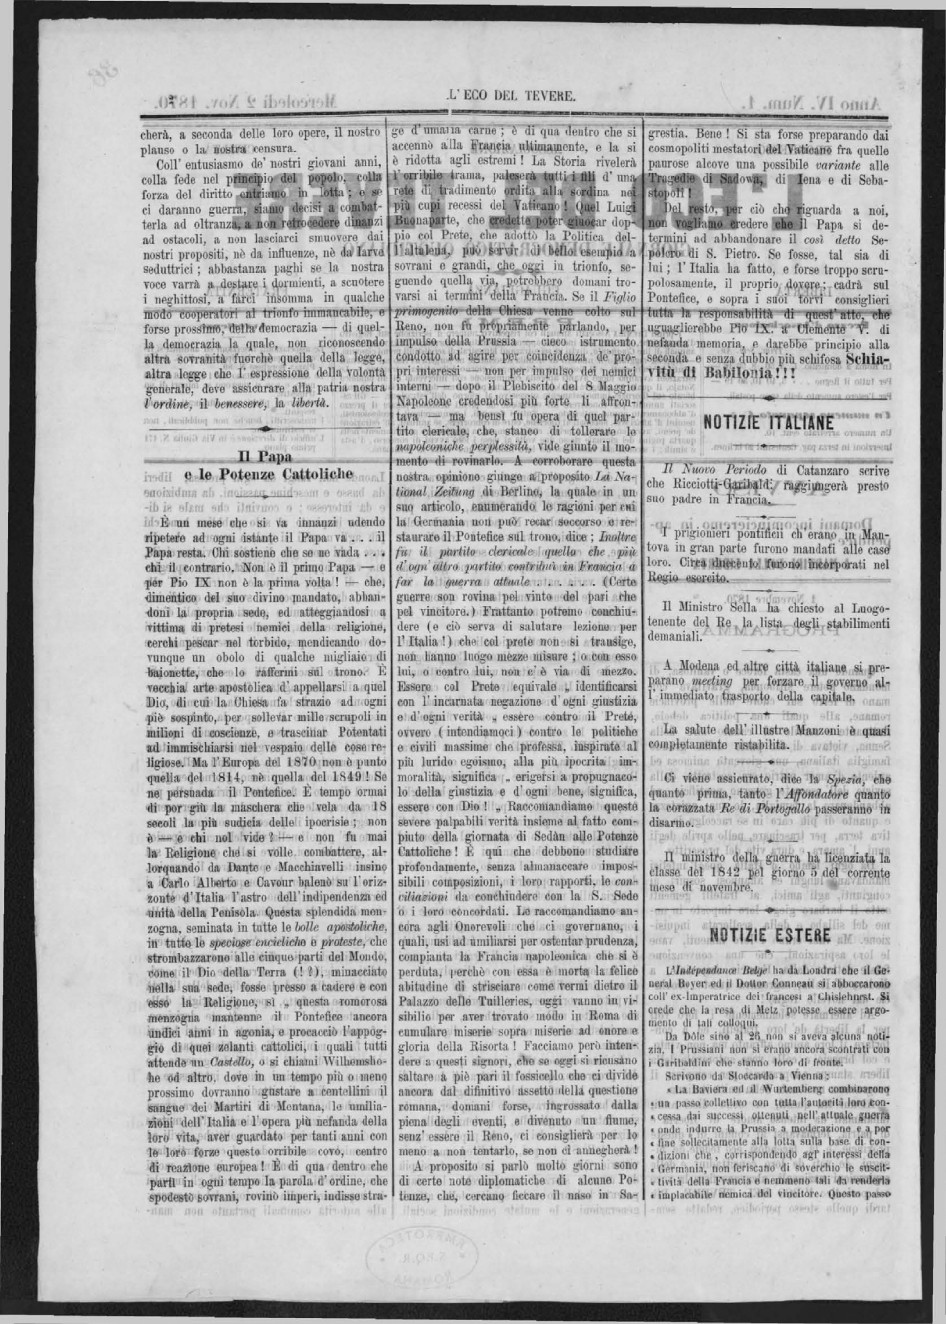 L' ECO DEL TEVERE.
cherà, a seconda delle loro opere, il nostro
plauso o la nostra censura.
Coll' entusiasmo de' nostri giovani anni,
colla fede nel principio del popolo, colla
forza del diritto entriamo in lotta; e se
ci daranno guerra, siamo decisi a combat-
terla ad oltranza, a non retrocedere dinanzi
ad ostacoli, a non lasciarci smuovere dai
nostri propositi, nè da influenze, nè da larve
seduttrici; abbastanza paghi se la nostra
voce varrà a destare i dormienti, a scuotere
i neghittosi, a farci insomma in qualche
modo cooperatori al trionfo immancabile, e
forse prossimo, della democrazia — di quel-
la democrazia la quale, non riconoscendo
altra sovranità fuorchè quella della legge,
altra legge che l' espressione della volontà
generale, deve assicurare alla patria nostra
l'ordine, il benessere, la libertà.
Il Papa
e le Potenze Cattoliche
È un mese che si va innanzi udendo
ripetere ad ogni istante il Papa va . . . il
Papa resta. Chi sostiene che se ne vada . . .
chi il contrario. Non è il primo Papa — e
per Pio IX non è la prima volta! — che,
dimentico del suo divino mandato, abban-
doni la propria sede, ed atteggiandosi a
vittima di pretesi nemici della religione,
cerchi pescar nel torbido, mendicando do-
vunque un obolo di qualche migliaio di
baionette, che lo raffermi sul trono. È
vecchia arte apostolica d' appellarsi a quel
Dio, di cui la Chiesa fa strazio ad ogni
piè sospinto, per sollevar mille scrupoli in
milioni di coscienze, e trascinar Potentati
ad immischiarsi nel vespaio delle cose re-
ligiose. Ma l'Europa del 1870 non è punto
quella del 1814, nè quella del 1849! Se
ne persuada il Pontefice. È tempo ormai
di por giù la maschera che vela da 18
secoli la più sudicia delle ipocrisie; non
è — e chi nol vide? — e non fu mai
la Religione che si volle combattere, al-
lorquando da Dante e Macchiavelli insino
a Carlo Alberto e Cavour balenò su l'oriz-
zonte d'Italia l'astro dell'indipendenza ed
unità della Penisola. Questa splendida men-
zogna, seminata in tutte le bolle apostoliche,
in tutte le speciose encicliche e proteste, che
strombazzarono alle cinque parti del Mondo,
come il Dio della Terra (! ?), minacciato
nella sua sede, fosse presso a cadere e con
esso la Religione, sì „ questa romorosa
menzogna mantenne il Pontefice ancora
undici anni in agonia, e procacciò l'appog-
gio di quei zelanti cattolici, i quali tutti
attende un Castello, o si chiami Wilhemsho-
he od altro, dove in un tempo più o meno
prossimo dovranno gustare a centellini il
sangue dei Martiri di Mentana, le umilia-
zioni dell' Italia e l' opera più nefanda della
loro vita, aver guardato per tanti anni con
le loro forze questo orribile covo, centro
di reazione europea! È di qua dentro che
partì in ogni tempo la parola d' ordine, che
spodestò sovrani, rovinò imperi, indisse stra-
ge d' umana carne; è di qua dentro che si
accennò alla Francia ultimamente, e la si
è ridotta agli estremi! La Storia rivelerà
l' orribile trama, paleserà tutti i fili d' una
rete di tradimento ordita alla sordina nei
più cupi recessi del Vaticano! Quel Luigi
Buonaparte, che credette poter giuocar dop-
pio col Prete, che adottò la Politica del-
l'altalena, può servir di bello esempio a
sovrani e grandi, che oggi in trionfo, se-
guendo quella via, potrebbero domani tro-
varsi ai termini della Francia. Se il Figlio
primogenito della Chiesa venne colto sul
Reno, non fu propriamente parlando, per
impulso della Prussia — cieco istrumento
condotto ad agire per coincidenza de' pro-
pri interessi — non per impulso dei nemici
interni — dopo il Plebiscito del 8 Maggio
Napoleone credendosi più forte li affron-
tava — ma bensì fu opera di quel par-
tito clericale, che, stanco di tollerare le
napoleoniche perplessità, vide giunto il mo-
mento di rovinarlo. A corroborare questa
nostra opinione giunge a proposito La Na-
tional Zeitung di Berlino, la quale in un
suo articolo, enumerando le ragioni per cui
la Germania non può recar soccorso e re-
staurare il Pontefice sul trono, dice; Inoltre
fu il partito clericale quello che più
d'ogn'altro partito contribuì in Francia a
far la guerra attuale . . . . . . (Certe
guerre son rovina pel vinto del pari che
pel vincitore.) Frattanto potremo conchiu-
dere (e ciò serva di salutare lezione per
l'Italia!) che col prete non si transige,
non hanno luogo mezze misure; o con esso
lui, o contro lui, non c'è via di mezzo.
Essere col Prete equivale „ identificarsi
con l'incarnata negazione d'ogni giustizia
e d'ogni verità „ essere contro il Prete,
ovvero ( intendiamoci ) contro le politiche
e civili massime che professa, inspirate al
più lurido egoismo, alla più ipocrita im-
moralità, significa „ erigersi a propugnaco-
lo della giustizia e d'ogni bene, significa,
essere con Dio! „ Raccomandiamo queste
severe palpabili verità insieme al fatto com-
piuto della giornata di Sedàn alle Potenze
Cattoliche! È qui che debbono studiare
profondamente, senza almanaccare impos-
sibili composizioni, i loro rapporti, le con-
ciliazioni da conchiudere con la S. Sede
o i loro concordati. Le raccomandiamo an-
cora agli Onorevoli che ci governano, i
quali, usi ad umiliarsi per ostentar prudenza,
compianta la Francia napoleonica che si è
perduta, perchè con essa è morta la felice
abitudine di strisciare come vermi dietro il
Palazzo delle Tuilleries, oggi vanno in vi-
sibilio per aver trovato modo in Roma di
cumulare miserie sopra miserie ad onore e
gloria della Risorta! Facciamo però inten-
dere a questi signori, che se oggi si ricusano
saltare a piè pari il fossicello che ci divide
ancora dal difinitivo assetto della questione
romana, domani forse, ingrossato dalla
piena degli eventi, e divenuto un fiume,
senz' essere il Reno, ci consiglierà per lo
meno a non tentarlo, se non ci annegherà!
A proposito si parlò molto giorni sono
di certe note diplomatiche di alcune Po-
tenze, che, cercano ficcare il naso in Sa-
grestia. Bene! Si sta forse preparando dai
cosmopoliti mestatori del Vaticano fra quelle
paurose alcove una possibile variante alle
Tragedie di Sadowa, di Iena e di Seba-
stopoli!
Del resto, per ciò che riguarda a noi,
non vogliamo credere che il Papa si de-
termini ad abbandonare il così detto Se-
polcro di S. Pietro. Se fosse, tal sia di
lui; l' Italia ha fatto, e forse troppo scru-
polosamente, il proprio dovere; cadrà sul
Pontefice, e sopra i suoi torvi consiglieri
tutta la responsabilità di quest' atto, che
uguaglierebbe Pio IX. a Clemente V. di
nefanda memoria, e darebbe principio alla
seconda e senza dubbio più schifosa Schia-
vitù di Babilonia!!!
NOTIZIE ITALIANE
Il Nuovo Periodo di Catanzaro scrive
che Ricciotti-Garibaldi raggiungerà presto
suo padre in Francia.
I prigionieri pontificii ch'erano in Man-
tova in gran parte furono mandati alle case
loro. Circa duecento furono incorporati nel
Regio esercito.
Il Ministro Sella ha chiesto al Luogo-
tenente del Re la lista degli stabilimenti
demaniali.
A Modena ed altre città italiane si pre-
parano meeting per forzare il governo al-
l' immediato trasporto della capitale.
La salute dell' illustre Manzoni è quasi
completamente ristabilita.
Ci viene assicurato, dice la Spezia, che
quanto prima, tanto l'Affondatore quanto
la corazzata Re di Portogallo passeranno in
disarmo.
Il ministro della guerra ha licenziata la
classe del 1842 pel giorno 5 del corrente
mese di novembre.
NOTIZIE ESTERE
L'Indépendance Belge ha da Londra che il Ge-
neral Boyer ed il Dottor Conneau si abboccarono
coll' ex-Imperatrice dei francesi a Chislehurst. Si
crede che la resa di Metz potesse essere argo-
mento di tali colloqui.
Da Dôle sino al 26 non si aveva alcuna noti-
zia. I Prussiani non si erano ancora scontrati con
i Garibaldini che stanno loro di fronte.
Scrivono da Stoccarda a Vienna:
« La Baviera ed il Wurtemberg combinarono
« un passo collettivo con tutta l'autorità loro con-
« cessa dai successi ottenuti nell' attuale guerra
« onde indurre la Prussia a moderazione e a por
« fine sollecitamente alla lotta sulla base di con-
« dizioni che, corrispondendo agl' interessi della
« Germania, non feriscano di soverchio le suscit-
« tività della Francia e nemmeno tali da renderla
« implacabile nemica del vincitore. Questo passo